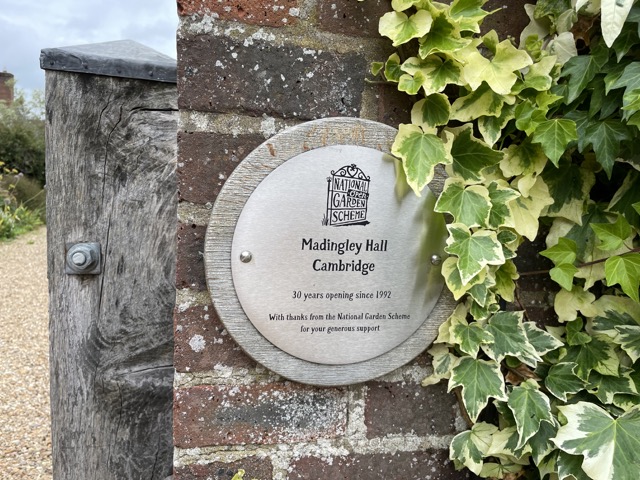 NATIONAL
OPEN
GARDEN
SCHEME
Madingley Hall
Cambridge
30 years opening since 1992
With thanks from the National Garden Scheme
for your generous support